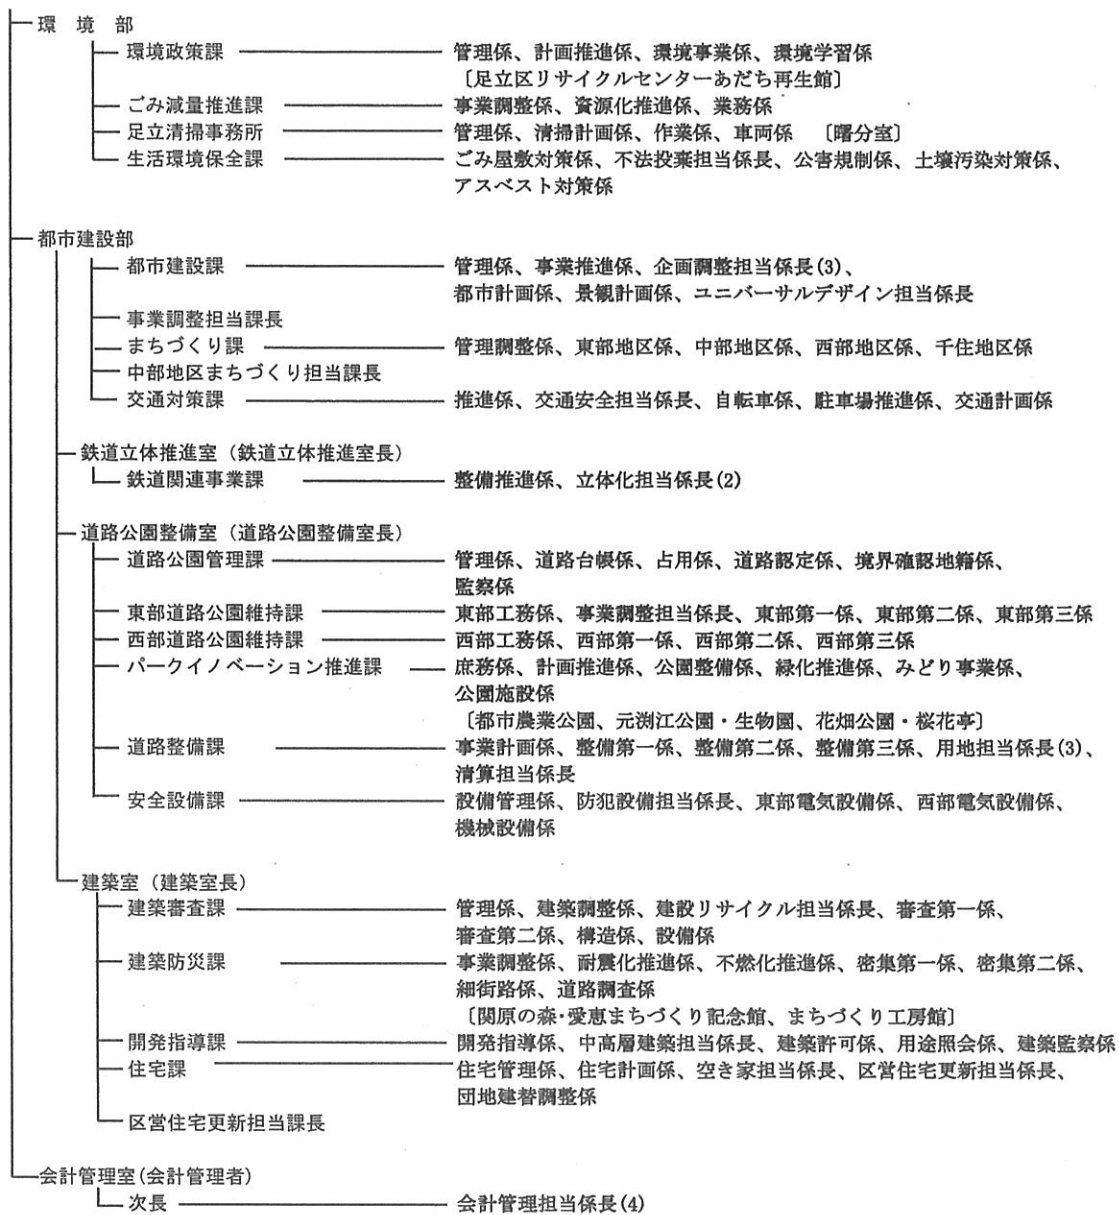 環　境　部
環境政策課　管理係、計画推進係、環境事業係、環境学習係
〔足立区リサイクルセンターあだち再生館〕
ごみ減量推進課　事業調整係、資源化推進係、業務係
足立清掃事務所　管理係、清掃計画係、作業係、車両係　〔曙分室〕
生活環境保全課　ごみ屋敷対策係、不法投棄担当係長、公害規制係、土壌汚染対策係、
アスベスト対策係
都市建設部
都市建設課　管理係、事業推進係、企画調整担当係長(3)、
都市計画係、景観計画係、ユニバーサルデザイン担当係長
事業調整担当課長
まちづくり課　管理調整係、東部地区係、中部地区係、西部地区係、千住地区係
中部地区まちづくり担当課長
交通対策課　推進係、交通安全担当係長、自転車係、駐車場推進係、交通計画係
鉄道立体推進室（鉄道立体推進室長）
鉄道関連事業課　整備推進係、立体化担当係長(2)
道路公園整備室（道路公園整備室長）
道路公園管理課　管理係、道路台帳係、占用係、道路認定係、境界確認地籍係、
監察係
東部道路公園維持課　東部工務係、事業調整担当係長、東部第一係、東部第二係、東部第三係
西部道路公園維持課　西部工務係、西部第一係、西部第二係、西部第三係
パークイノベーション推進課　庶務係、計画推進係、公園整備係、緑化推進係、みどり事業係、
公園施設係
〔都市農業公園、元渕江公園・生物園、花畑公園・桜花亭〕
道路整備課　事業計画係、整備第一係、整備第二係、整備第三係、用地担当係長(3)、
清算担当係長
安全設備課　設備管理係、防犯設備担当係長、東部電気設備係、西部電気設備係、
機械設備係
建築室（建築室長）
建築審査課　管理係、建築調整係、建設リサイクル担当係長、審査第一係、
審査第二係、構造係、設備係
建築防災課　事業調整係、耐震化推進係、不燃化推進係、密集第一係、密集第二係、
細街路係、道路調査係
〔関原の森・愛恵まちづくり記念館、まちづくり工房館〕
開発指導課　開発指導係、中高層建築担当係長、建築許可係、用途照会係、建築監察係
住宅課　住宅管理係、住宅計画係、空き家担当係長、区営住宅更新担当係長、
団地建替調整係
区営住宅更新担当課長
会計管理室(会計管理者)
次長　会計管理担当係長(4)